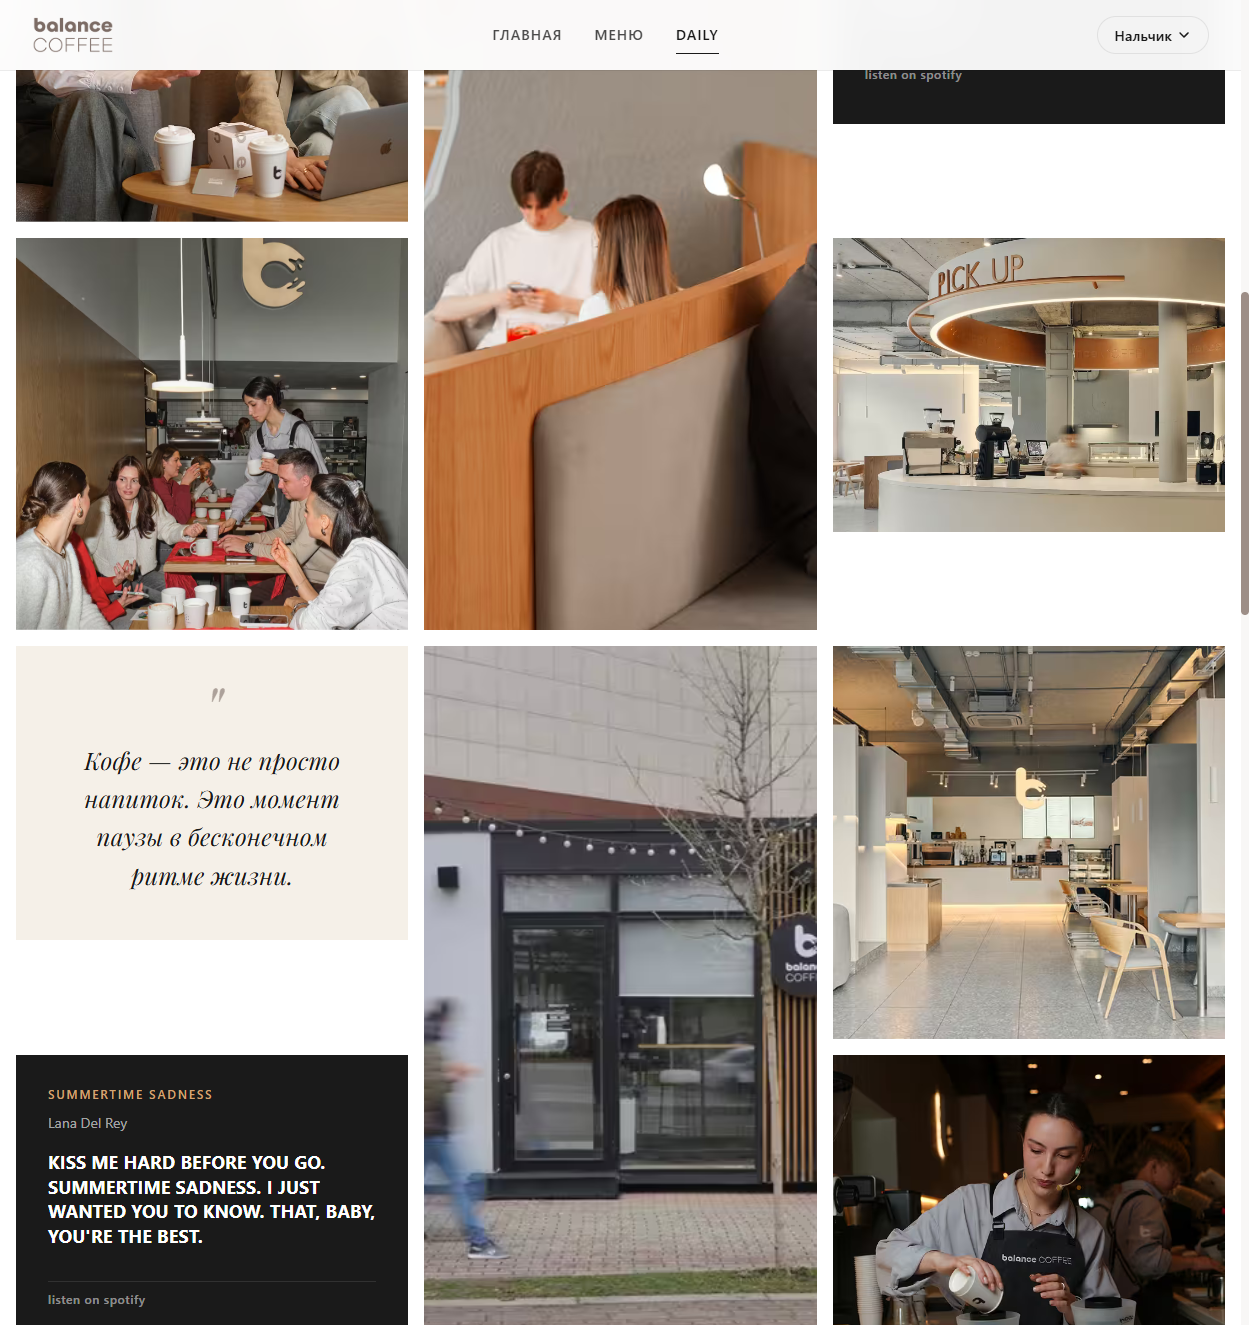 balance
COFFEE
ГЛАВНАЯ
МЕНЮ
DAILY
Нальчик
listen on spotify
PICK UP
"
Кофе — это не просто
напиток. Это момент
паузы в бесконечном
ритме жизни.
balance
COFFEE
SUMMERTIME SADNESS
Lana Del Rey
KISS ME HARD BEFORE YOU GO.
SUMMERTIME SADNESS. I JUST
WANTED YOU TO KNOW. THAT, BABY,
YOU'RE THE BEST.
listen on spotify
balance COFFEE